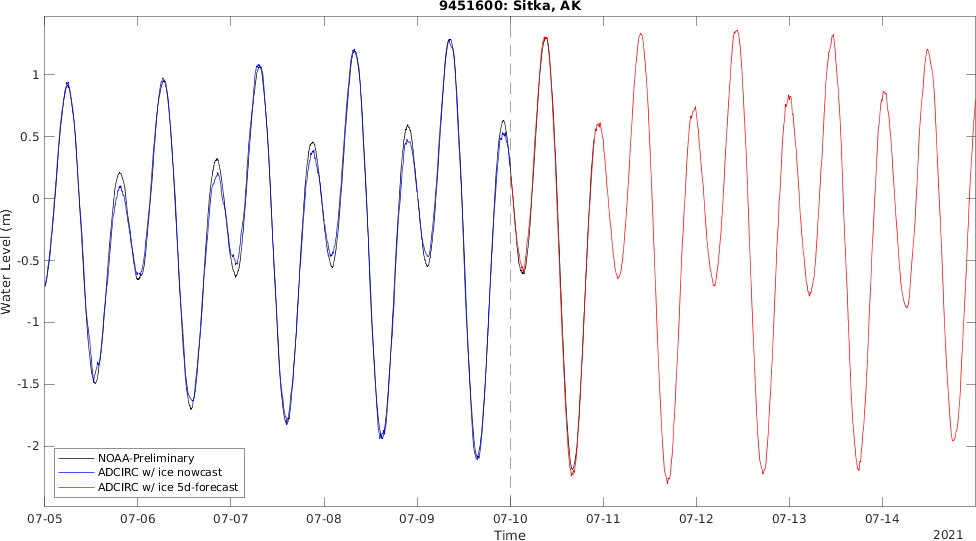 9451600: Sitka, AK
Water Level (m)
1
0.5
0
-0.5
-1
-1.5
-2
NOAA-Preliminary
ADCIRC w/ ice nowcast
ADCIRC w/ ice 5d-forecast
07-05 07-06 07-07 07-08 07-09 07-10 07-11 07-12 07-13 07-14
Time
2021